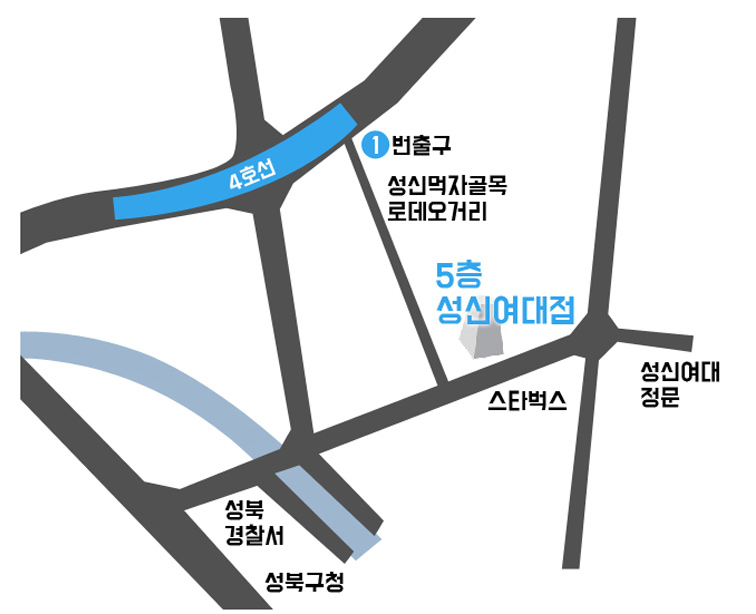 4호선
1 번출구
성신먹자골목
로데오거리
5층
성신여대점
스타벅스
성신여대
정문
성북
경찰서
성북구청